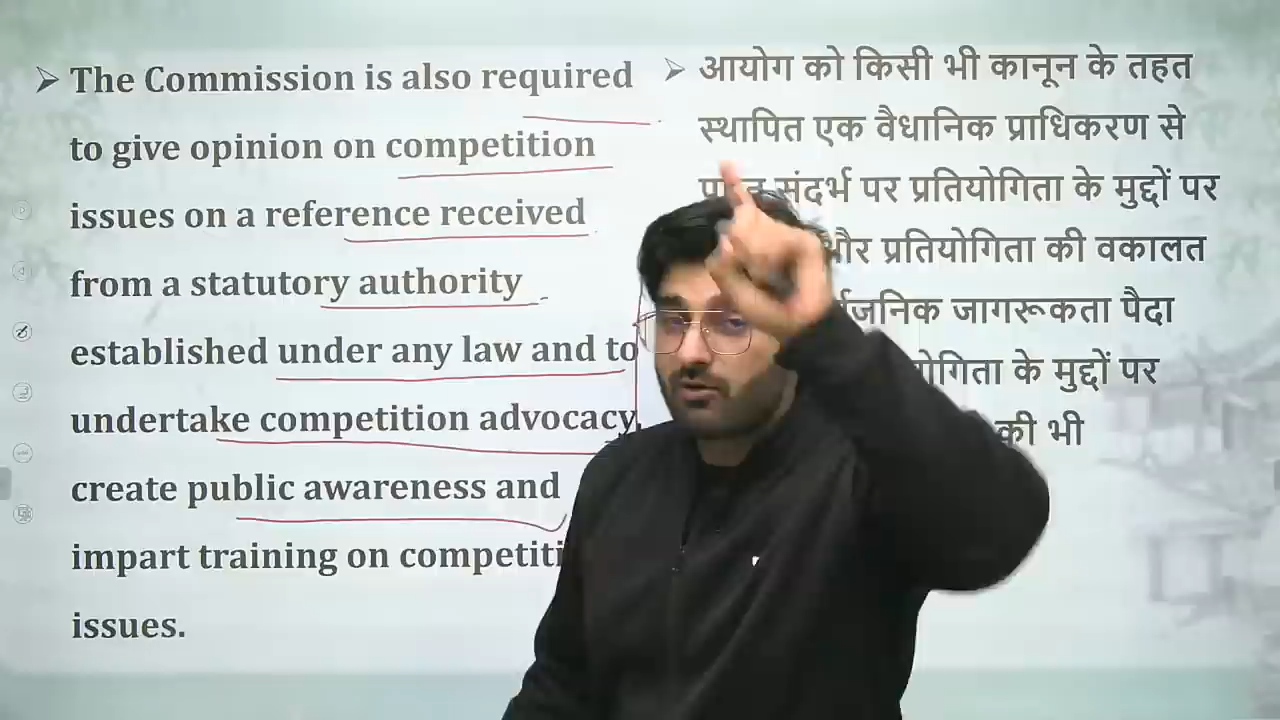 The Commission is also required
to give opinion on competition
issues on a reference received
from a statutory authority
established under any law and to
undertake competition advocacy,
create public awareness and
impart training on
issues.
आयोग को किसी भी कानून के तहत
स्थापित एक वैधानिक प्राधिकरण से
संदर्भ पर प्रतियोगिता के मुद्दों पर
और प्रतियोगिता की वकालत
जागरूकता पैदा
के मुद्दों पर
की भी